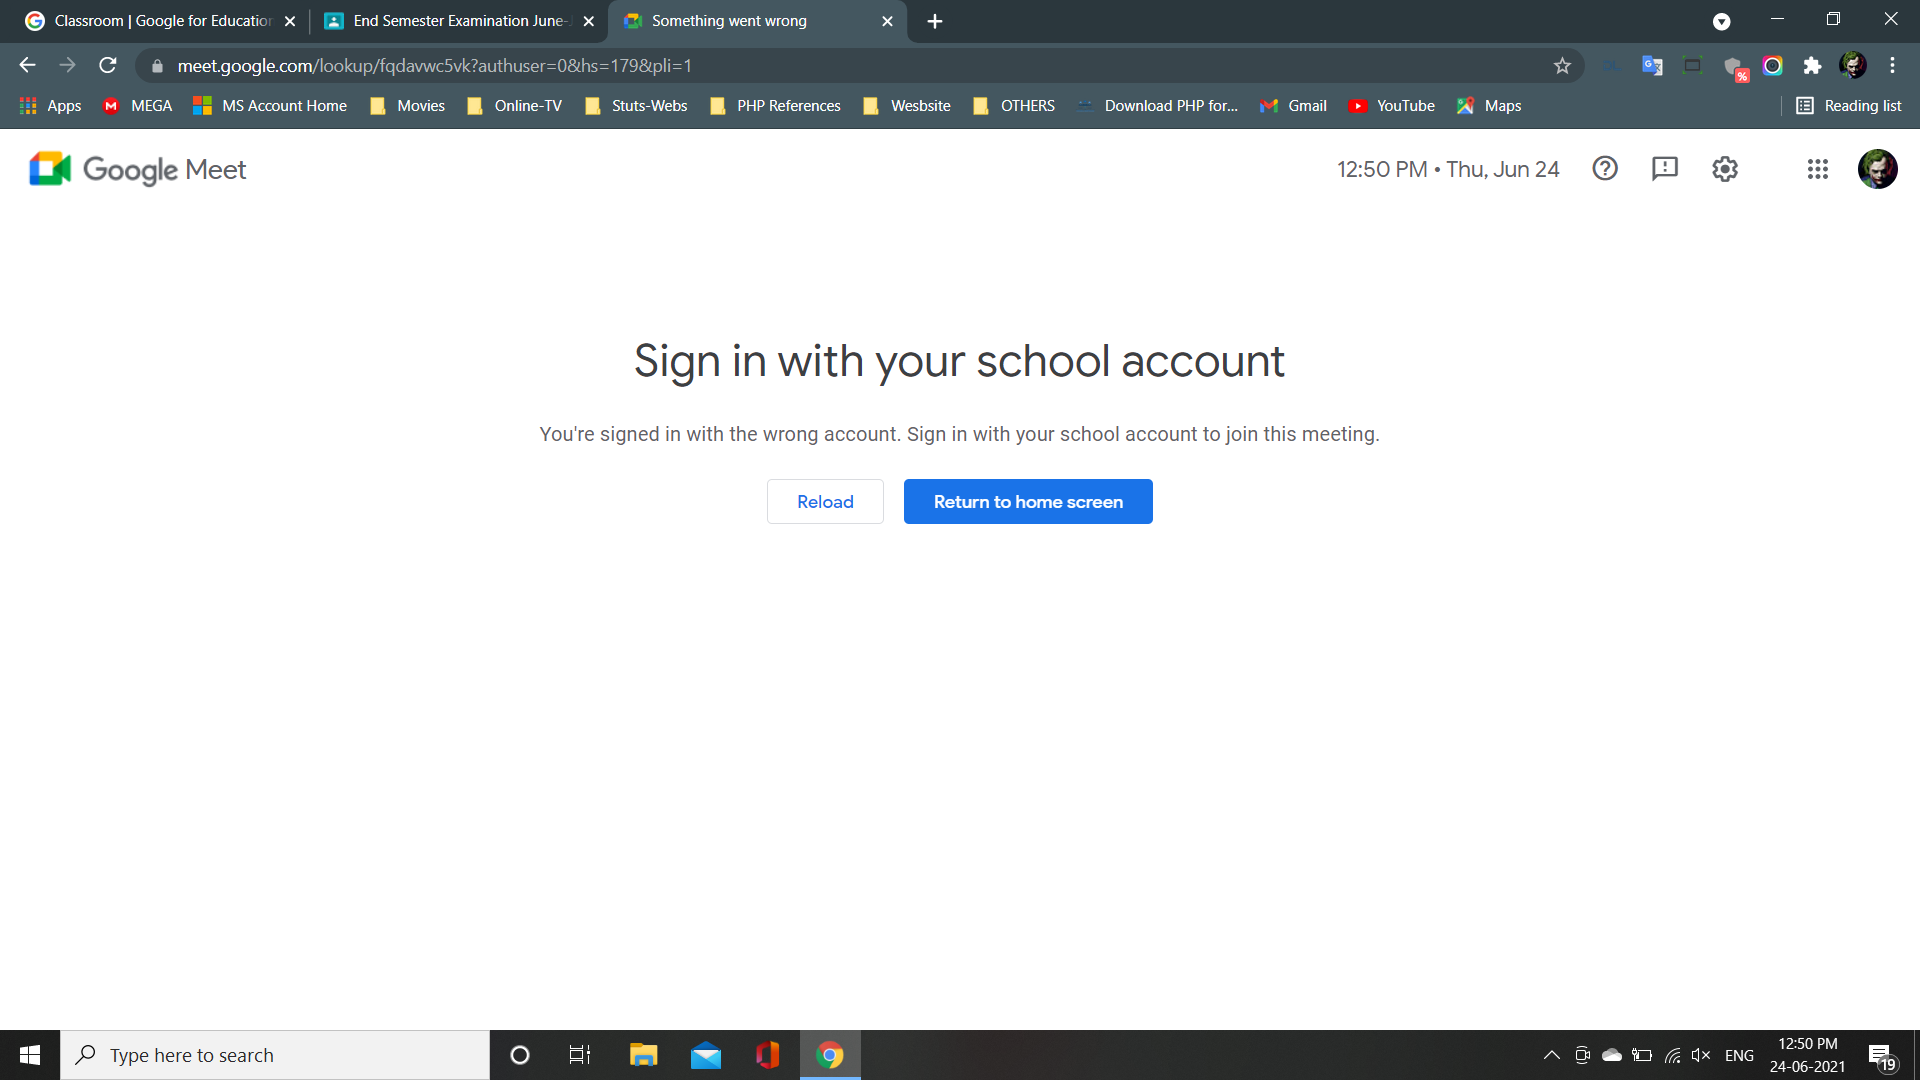 Classroom | Google for Education
End Semester Examination June-
Something went wrong
meet.google.com/lookup/fqdavwc5vk?authuser=0&hs=179&pli=1
%
Apps
MEGA
MS Account Home
Movies
Online-TV
Stuts-Webs
PHP References
Wesbsite
OTHERS
Download PHP for...
Gmail
YouTube
Maps
Reading list
Google Meet
12:50 PM • Thu, Jun 24
Sign in with your school account
You're signed in with the wrong account. Sign in with your school account to join this meeting.
Reload
Return to home screen
Type here to search
ENG
12:50 PM
24-06-2021
19